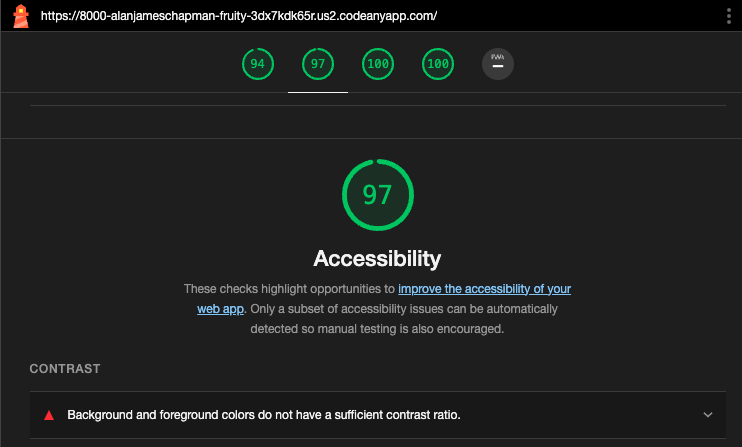 https://8000-alanjameschapman-fruity-3dx7kdk65r.us2.codeanyapp.com/
94 97 100 100 PWA
97
Accessibility
These checks highlight opportunities to improve the accessibility of your
web app. Only a subset of accessibility issues can be automatically
detected so manual testing is also encouraged.
CONTRAST
Background and foreground colors do not have a sufficient contrast ratio.